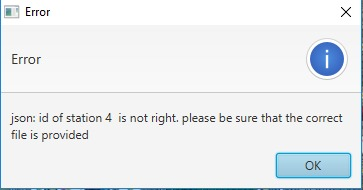 Error
Error
json: id of station 4  is not right. please be sure that the correct
file is provided
OK